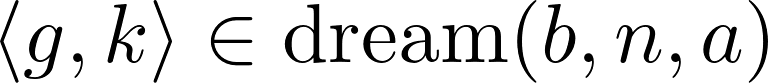 ⟨g, k⟩ ∈ dream(b, n, a)